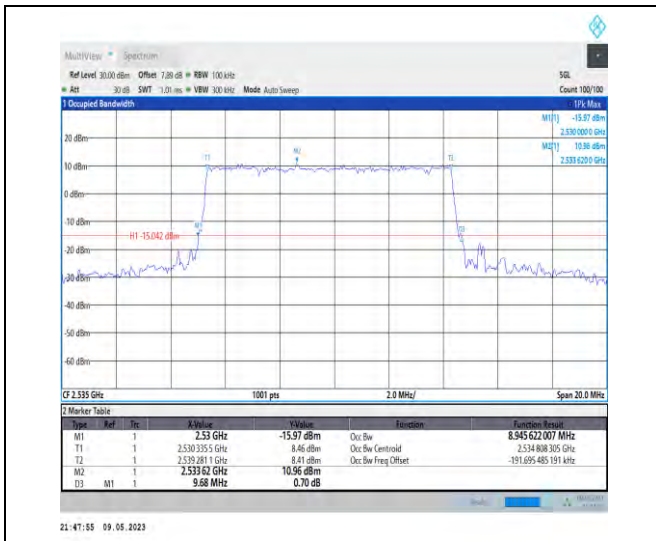 MultiView Spectrum
Ref Level 30.00 dBm Offset 7.89 dB RBW 100 kHz SGL
Att 30 dB SWT 1.01 ms VBW 300 kHz Mode Auto Sweep Count 100/100
1 Occupied Bandwidth 1Pk Max
M1[1] -15.97 dBm
2.530 000 0 GHz
M2[1] 10.96 dBm
2.533 620 0 GHz
20 dBm
T1 M2 T2
10 dBm
0 dBm
-10 dBm
M1 D3
H1 -15.042 dBm
-20 dBm
-30 dBm
-40 dBm
-50 dBm
-60 dBm
CF 2.535 GHz 1001 pts 2.0 MHz/ Span 20.0 MHz
2 Marker Table
Type Ref Trc X-Value Y-Value Function Function Result
M1 1 2.53 GHz -15.97 dBm Occ Bw 8.945 622 007 MHz
T1 1 2.530 335 5 GHz 8.46 dBm Occ Bw Centroid 2.534 808 305 GHz
T2 1 2.539 281 1 GHz 8.41 dBm Occ Bw Freq Offset -191.695 485 191 kHz
M2 1 2.533 62 GHz 10.96 dBm
D3 M1 1 9.68 MHz 0.70 dB
21:47:55 09.05.2023